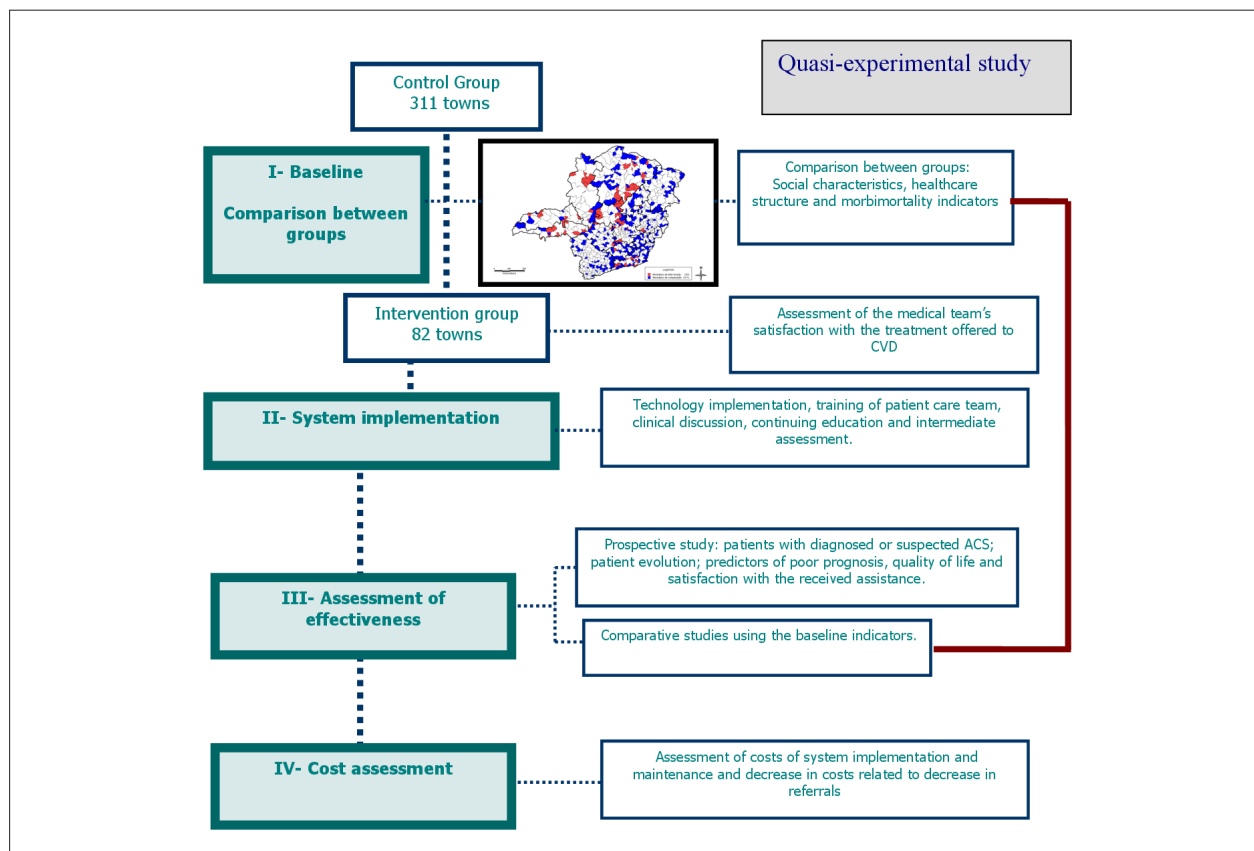 Quasi-experimental study
Control Group
311 towns
I- Baseline
Comparison between
groups
Comparison between groups:
Social characteristics, healthcare
structure and morbimortality indicators
Intervention group
82 towns
Assessment of the medical team's
satisfaction with the treatment offered to
CVD
II- System implementation
Technology implementation, training of patient care team,
clinical discussion, continuing education and intermediate
assessment.
Prospective study: patients with diagnosed or suspected ACS;
patient evolution; predictors of poor prognosis, quality of life and
satisfaction with the received assistance.
III- Assessment of
effectiveness
Comparative studies using the baseline indicators.
IV- Cost assessment
Assessment of costs of system implementation and
maintenance and decrease in costs related to decrease in
referrals